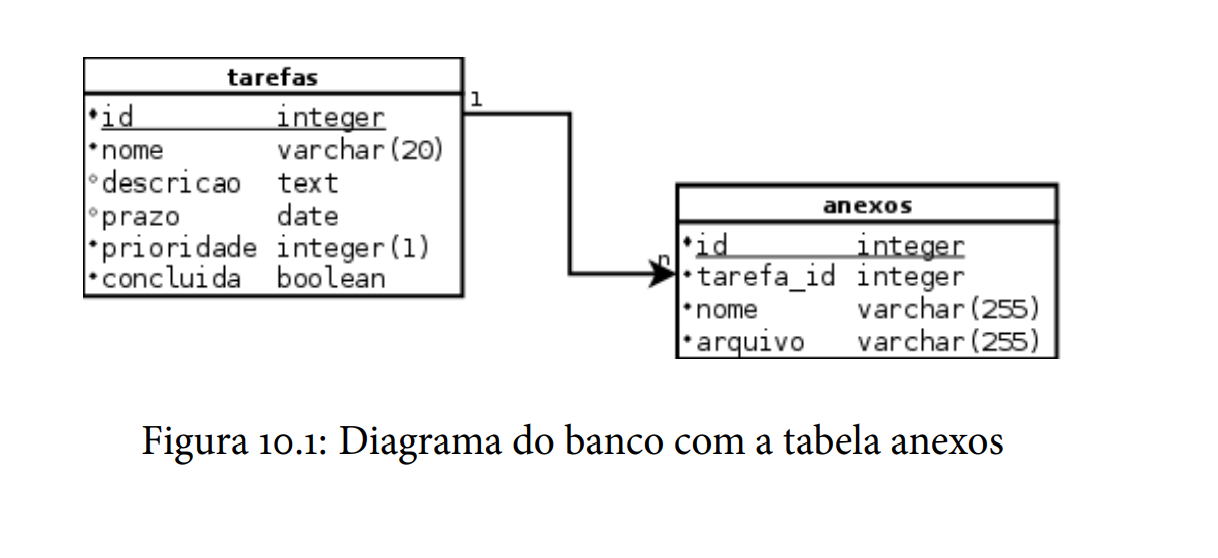 tarefas
id integer
nome varchar(20)
descricao text
prazo date
prioridade integer(1)
concluida boolean
1
n
anexos
id integer
tarefa_id integer
nome varchar(255)
arquivo varchar(255)
Figura 10.1: Diagrama do banco com a tabela anexos